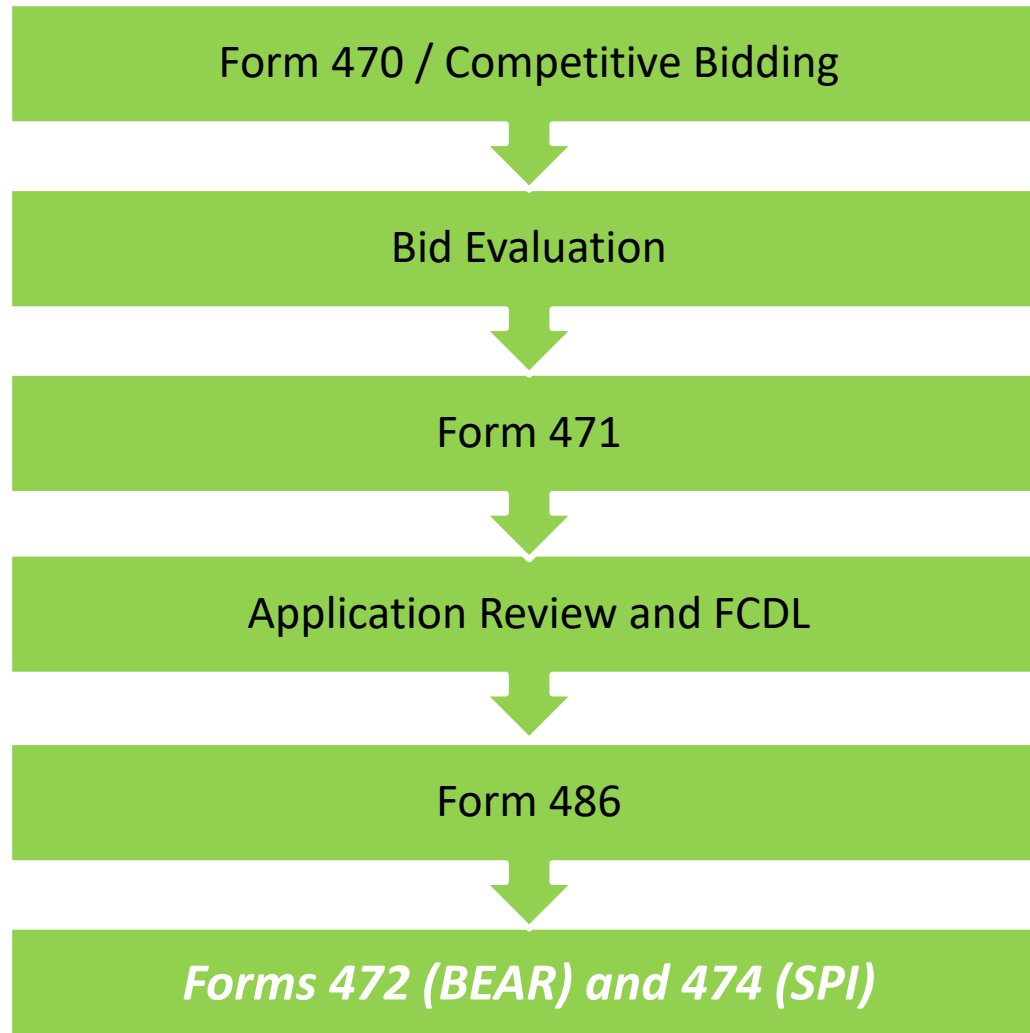 Form 470 / Competitive Bidding
Bid Evaluation
Form 471
Application Review and FCDL
Form 486
Forms 472 (BEAR) and 474 (SPI)